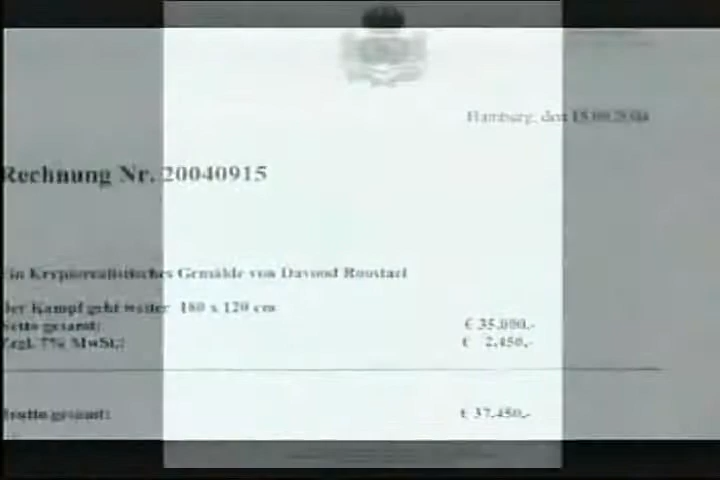 Hamburg, den 15.09.2004
Rechnung Nr. 20040915
in Kryptorealistisches Gemälde von Davood Roustaei
der Kampf geht weiter 180 x 120 cm
Netto gesamt: € 35.000,-
Zzgl. 7% MwSt.: € 2.450,-
Brutto gesamt: € 37.450,-